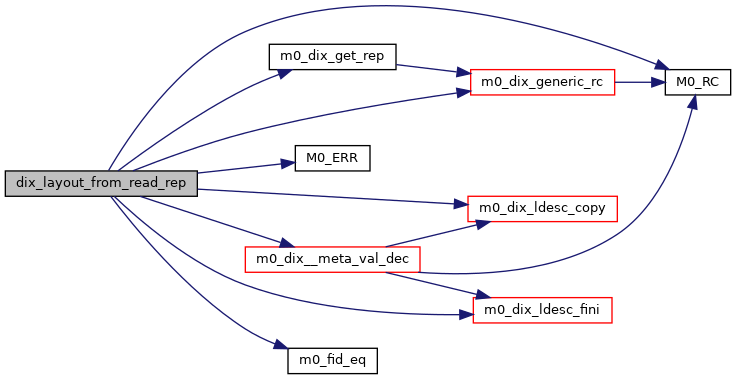 m0_dix_get_rep
m0_dix_generic_rc
M0_RC
M0_ERR
dix_layout_from_read_rep
m0_dix_ldesc_copy
m0_dix__meta_val_dec
m0_dix_ldesc_fini
m0_fid_eq